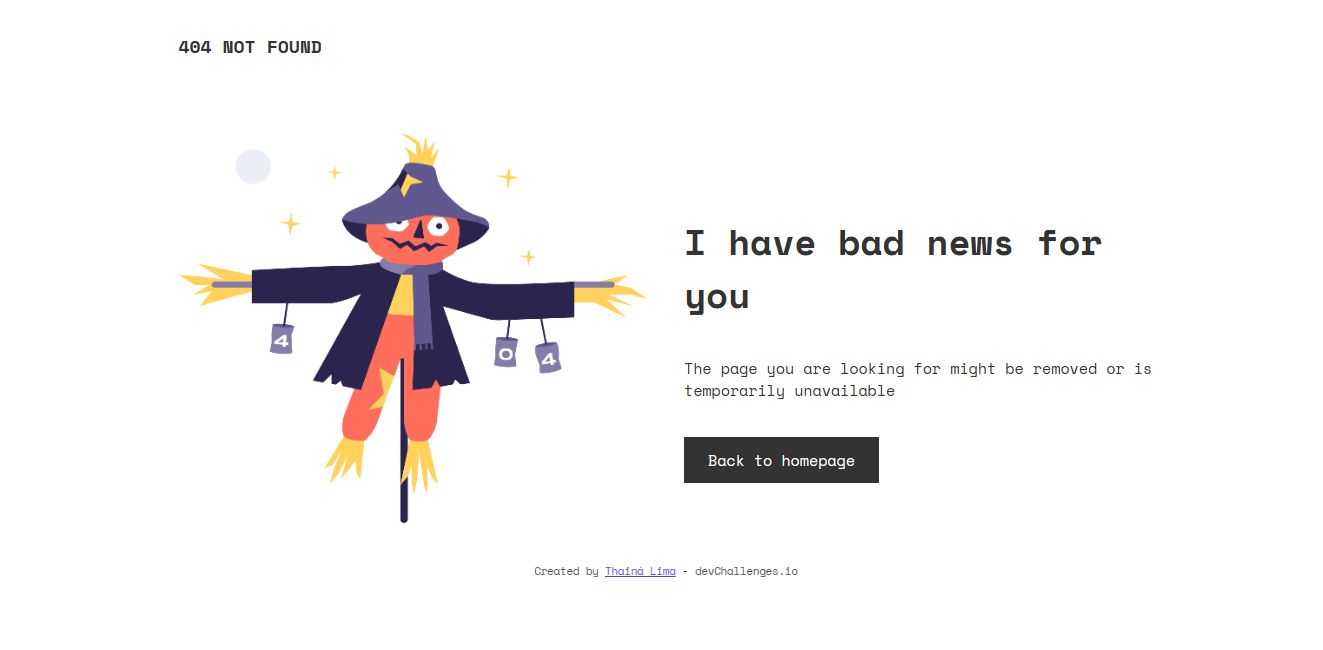 404 NOT FOUND
4
0
4
I have bad news for
you
The page you are looking for might be removed or is
temporarily unavailable
Back to homepage
Created by Thainá Lima - devChallenges.io